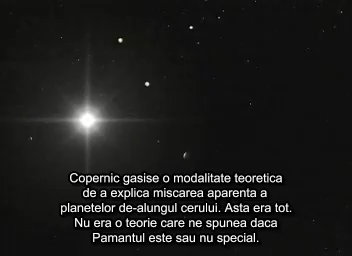 Copernic gasise o modalitate teoretica
de a explica miscarea aparenta a
planetelor de-alungul cerului. Asta era tot.
Nu era o teorie care ne spunea daca
Pamantul este sau nu special.